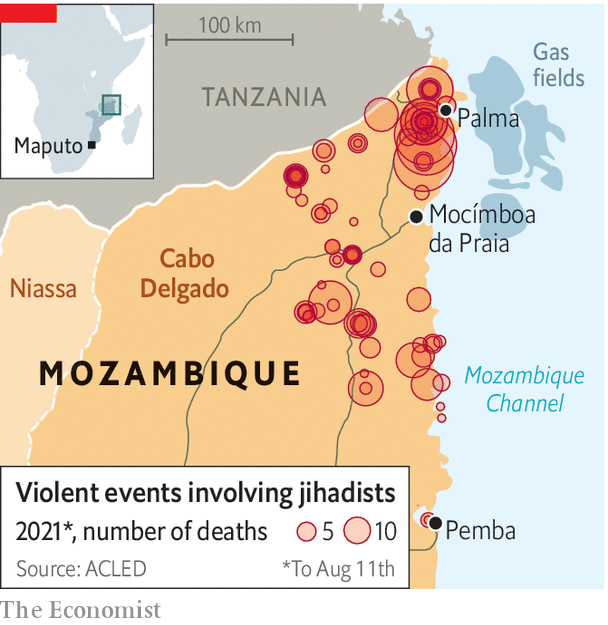 100 km
TANZANIA
Gas
fields
Maputo
Palma
Mocímboa
da Praia
Cabo
Delgado
Niassa
MOZAMBIQUE
Mozambique
Channel
Violent events involving jihadists
2021*, number of deaths 5 10
Source: ACLED *To Aug 11th
Pemba
The Economist